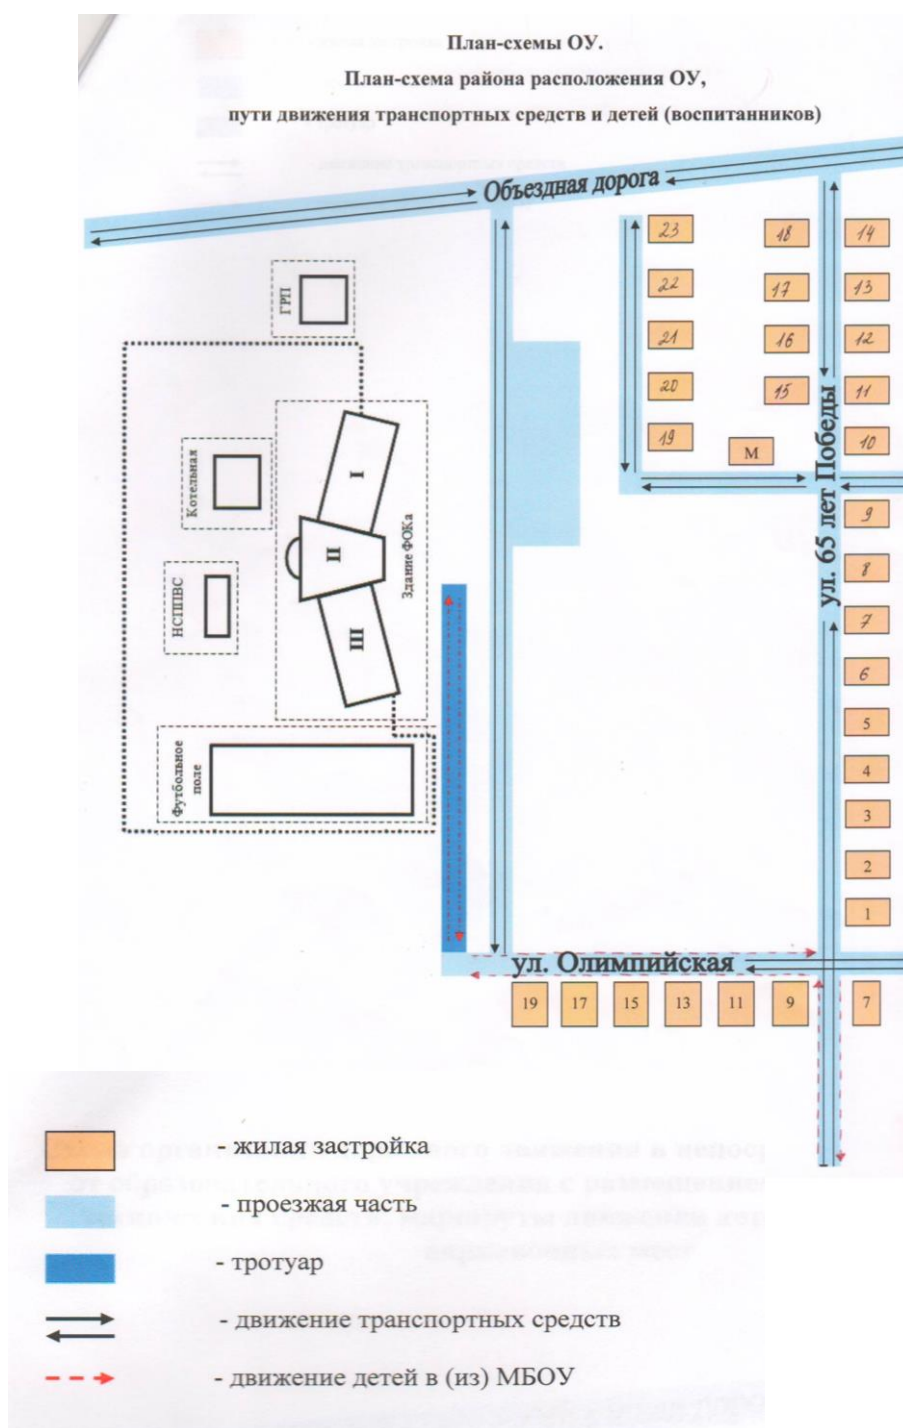 План-схемы ОУ.
План-схема района расположения ОУ,
пути движения транспортных средств и детей (воспитанников)
Объездная дорога
23
18
14
ГРП
22
17
13
21
16
12
20
15
11
19
М
10
Котельная
I
II
III
Здание ФОКа
ул. 65 лет Победы
9
8
НСППВС
7
6
5
Футбольное
поле
4
3
2
1
ул. Олимпийская
19
17
15
13
11
9
7
- жилая застройка
- проезжая часть
- тротуар
- движение транспортных средств
- движение детей в (из) МБОУ